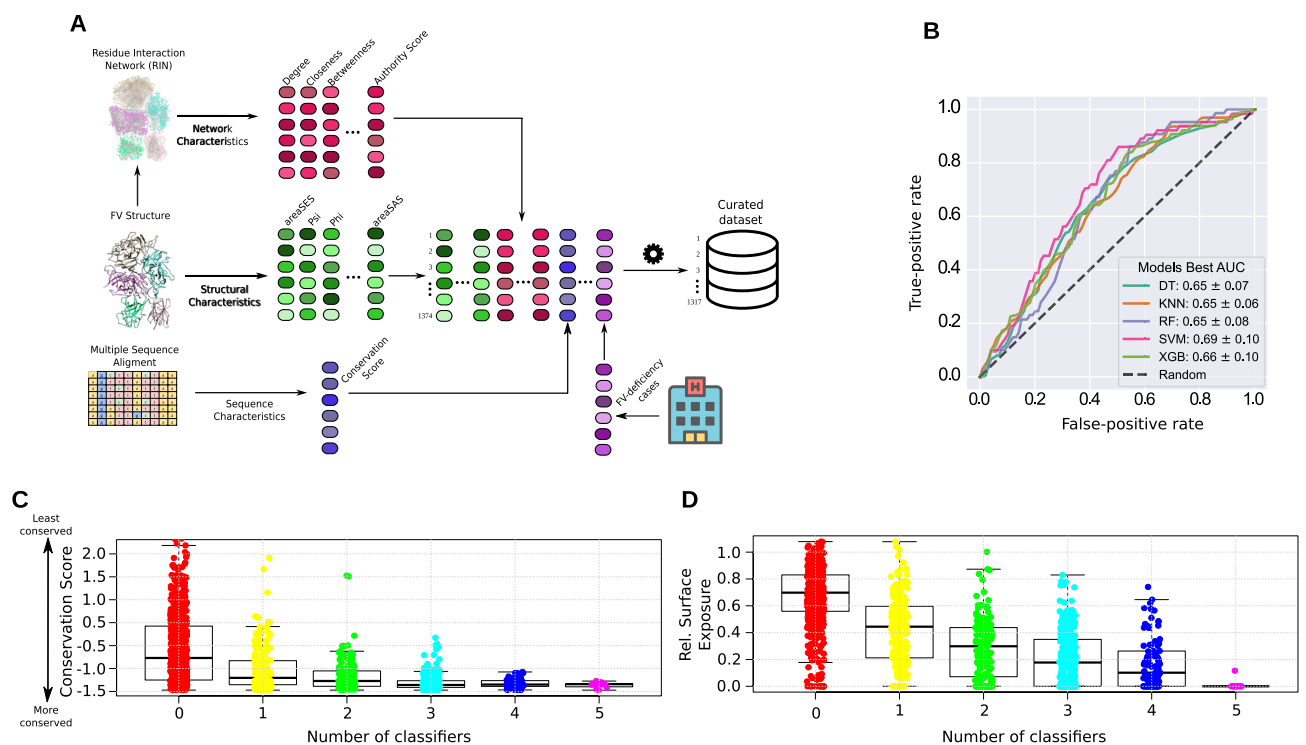 A
Residue Interaction
Network (RIN)
Network
Characteristics
Degree
Closeness
Betweenness
Authority Score
...
FV Structure
Structural
Characteristics
areaSES
Psi
Phi
areaSAS
...
1
2
3
1374
Curated
dataset
1
2
3
1317
Multiple Sequence
Aligment
Sequence
Characteristics
Conservation
Score
FV-deficiency
cases
H
B
True-positive rate
1.0
0.8
0.6
0.4
0.2
0.0
0.0
0.2
0.4
0.6
0.8
1.0
False-positive rate
Models Best AUC
DT: 0.65 ± 0.07
KNN: 0.65 ± 0.06
RF: 0.65 ± 0.08
SVM: 0.69 ± 0.10
XGB: 0.66 ± 0.10
Random
C
Least
conserved
More
conserved
Conservation Score
2.0
1.5
1.0
-0.5
-1.0
-1.5
0
1
2
3
4
5
Number of classifiers
D
Rel. Surface
Exposure
1.0
0.8
0.6
0.4
0.2
0.0
0
1
2
3
4
5
Number of classifiers